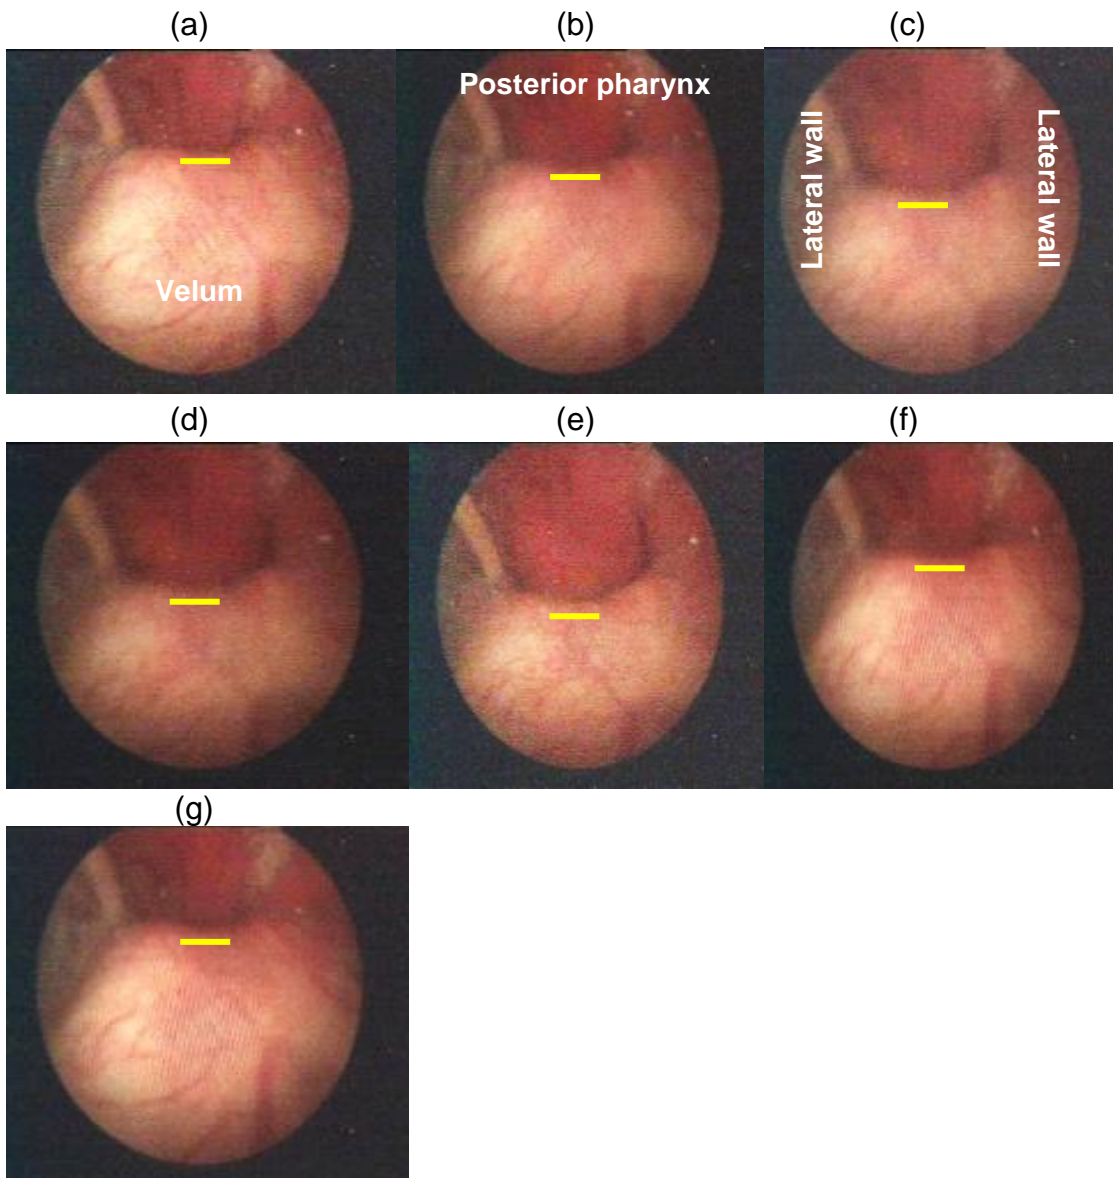 (a)
(b)
(c)
Posterior pharynx
Lateral wall
Lateral wall
Velum
(d)
(e)
(f)
(g)